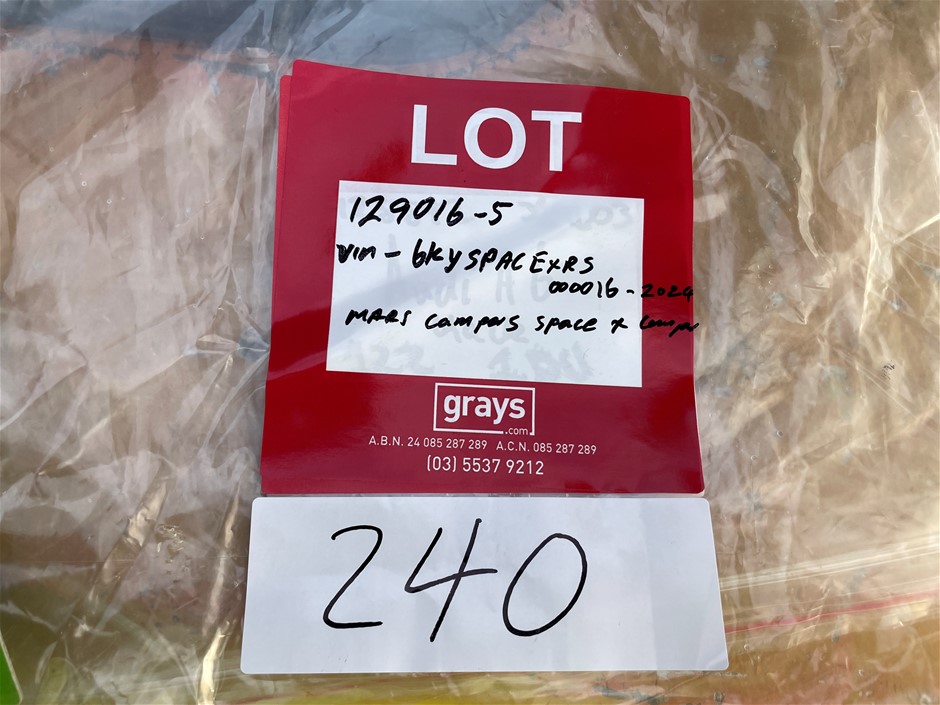 LOT
129016-5
vin - 6kySPACExRS
000016-2024
MARS campers space x camper
grays
.com
A.B.N. 24 085 287 289 A.C.N. 085 287 289
(03) 5537 9212
240